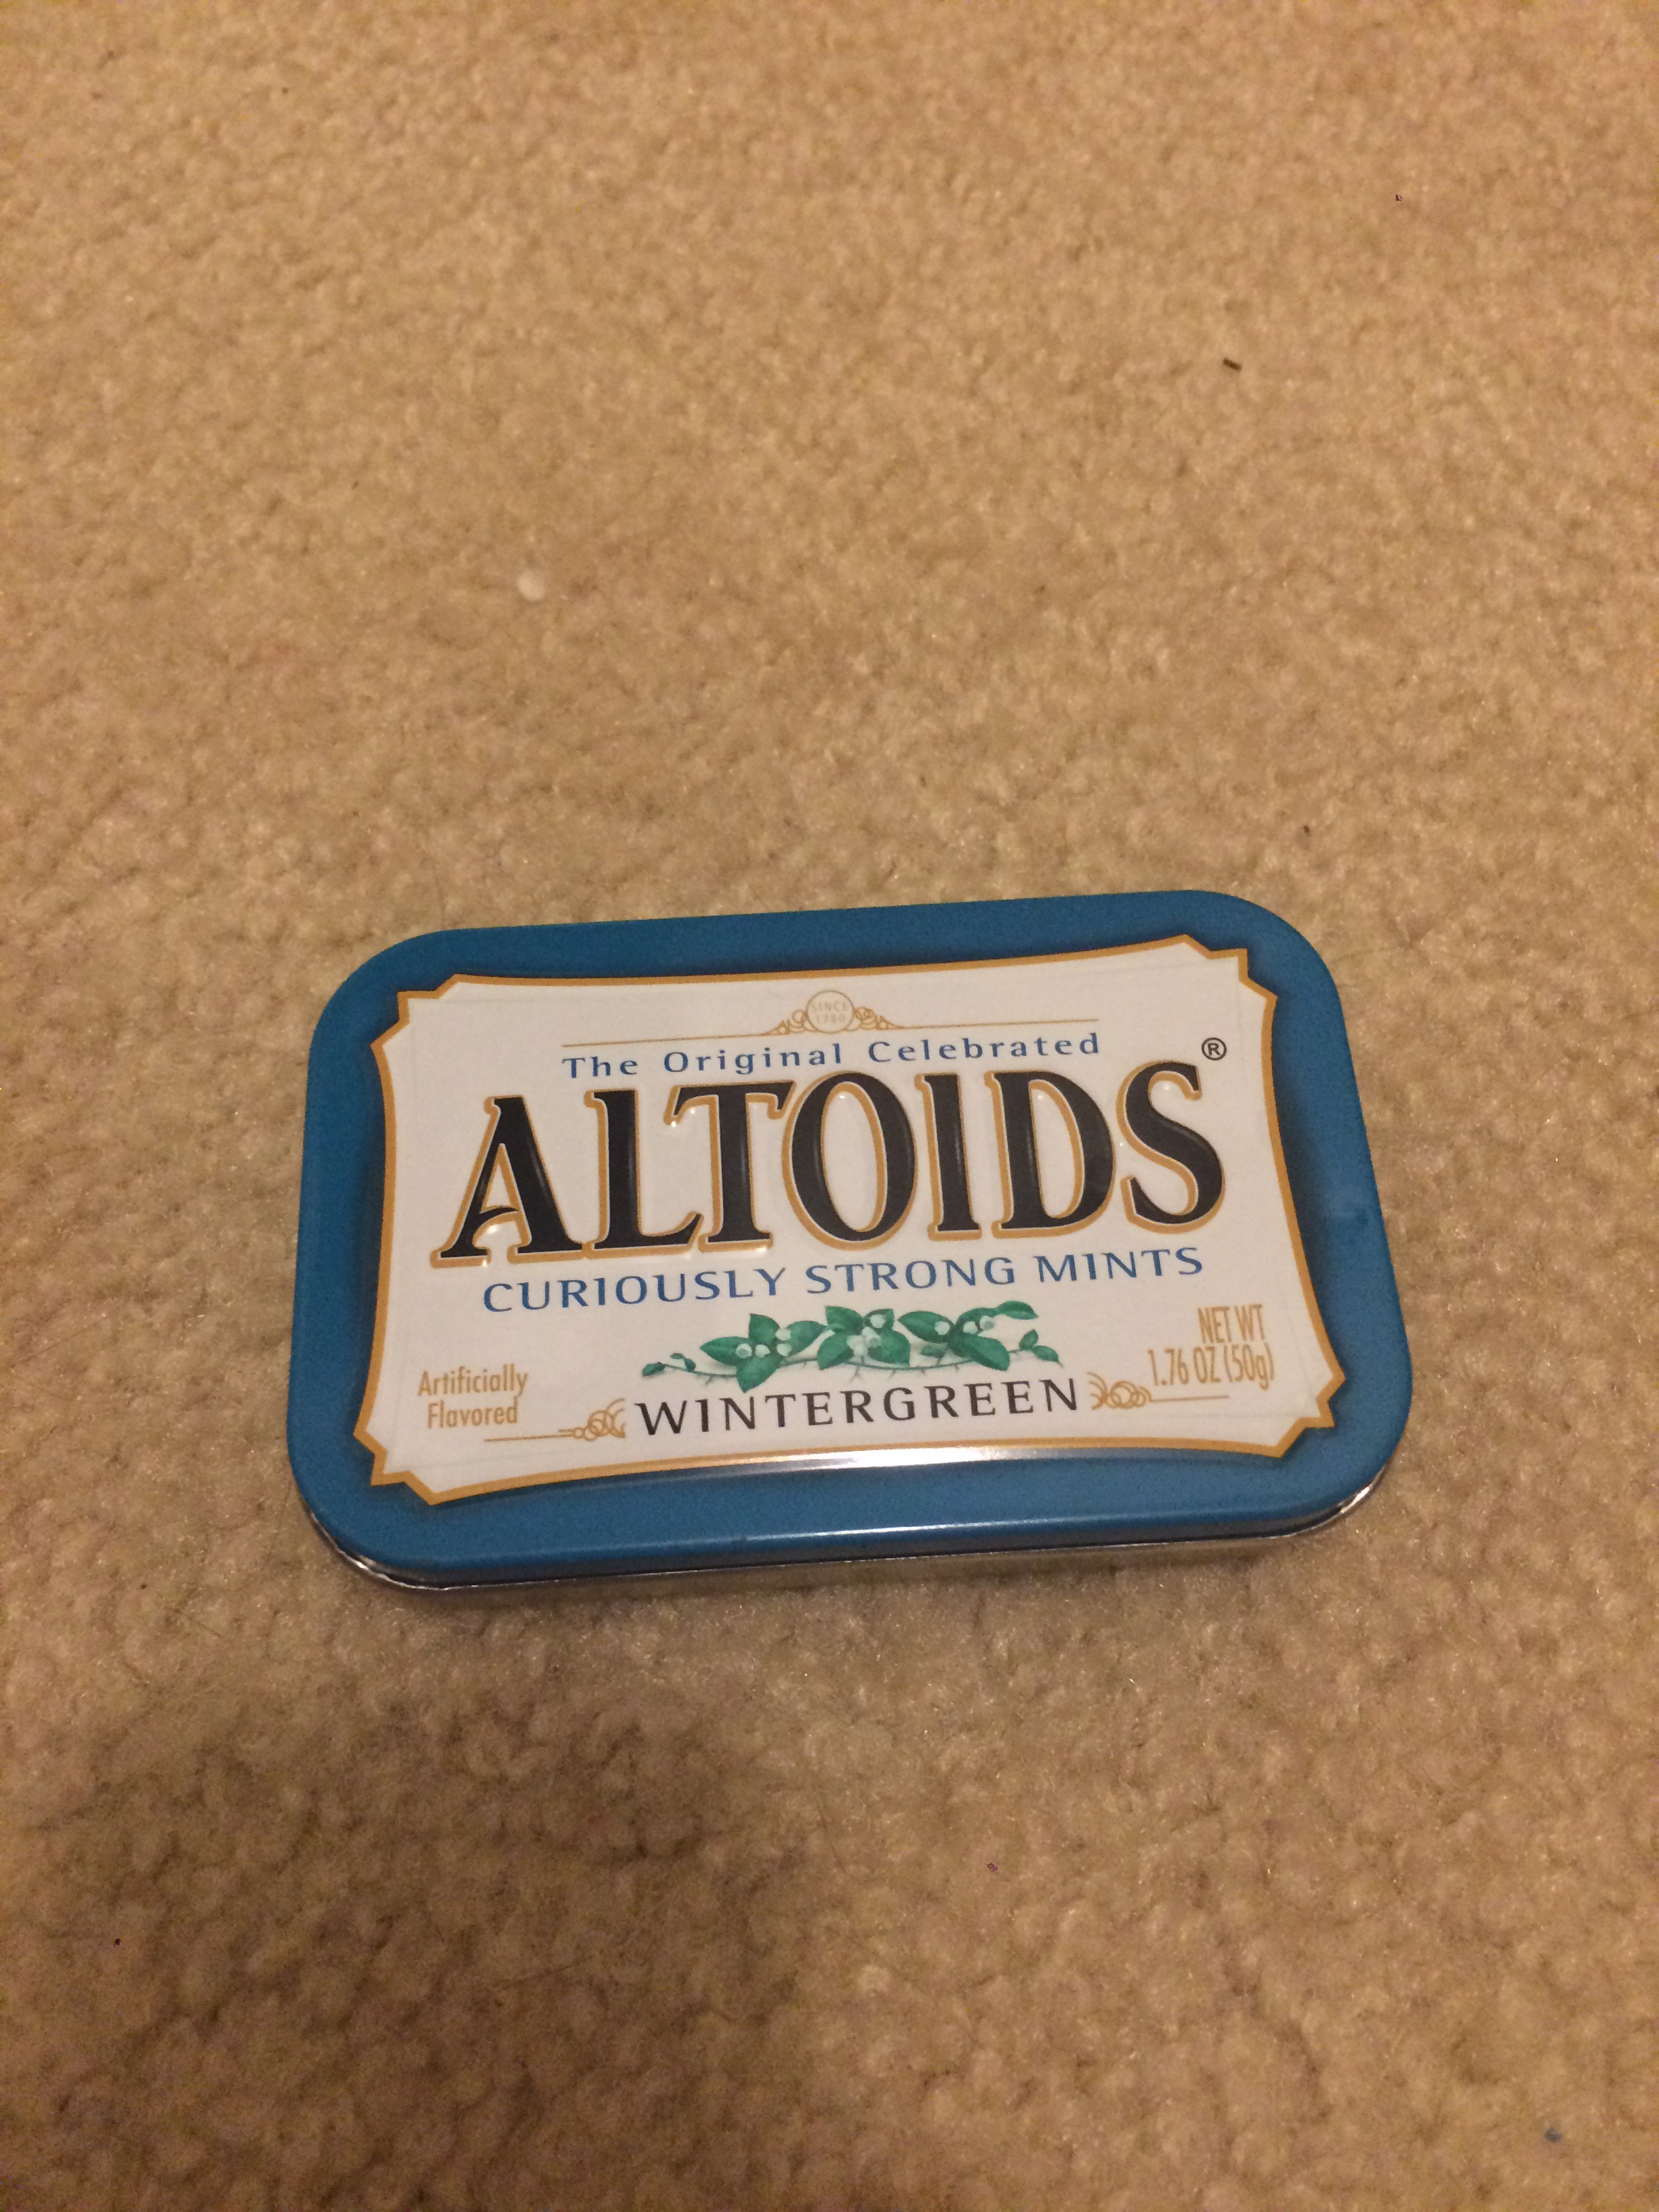 SINCE
1780
The Original Celebrated
ALTOIDS®
CURIOUSLY STRONG MINTS
Artificially
Flavored
WINTERGREEN
NET WT
1.76 OZ (50g)